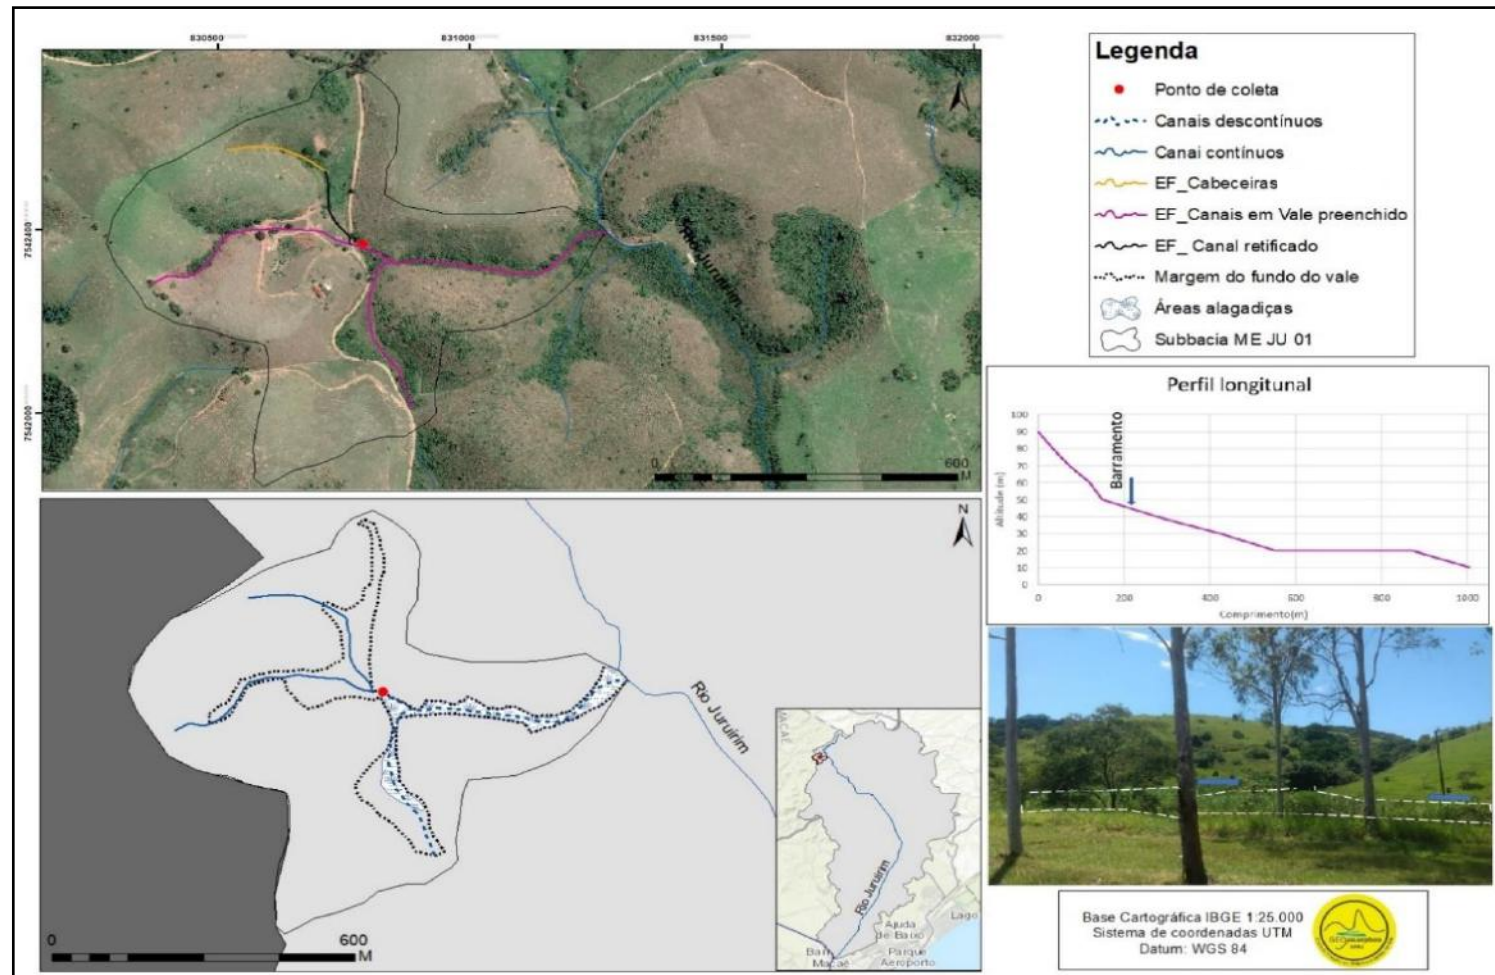 830500
831000
831500
832000
7542400
7542000
Rio Juruirim
0 600
M
Legenda
Ponto de coleta
Canais descontínuos
Canai contínuos
EF_Cabeceiras
EF_Canais em Vale preenchido
EF_ Canal retificado
Margem do fundo do vale
Áreas alagadiças
Subbacia ME JU 01
Perfil longitunal
Barramento
Altitude (m)
100
90
80
70
60
50
40
30
20
10
0
0 200 400 600 800 1000
Comprimento(m)
N
Rio Juruirim
0 600
M
MACAÉ
Rio Juruirim
Ajuda
de Baixo
Lago
Parque
Aeroporto
Macaé
Base Cartográfica IBGE 1:25.000
Sistema de coordenadas UTM
Datum: WGS 84